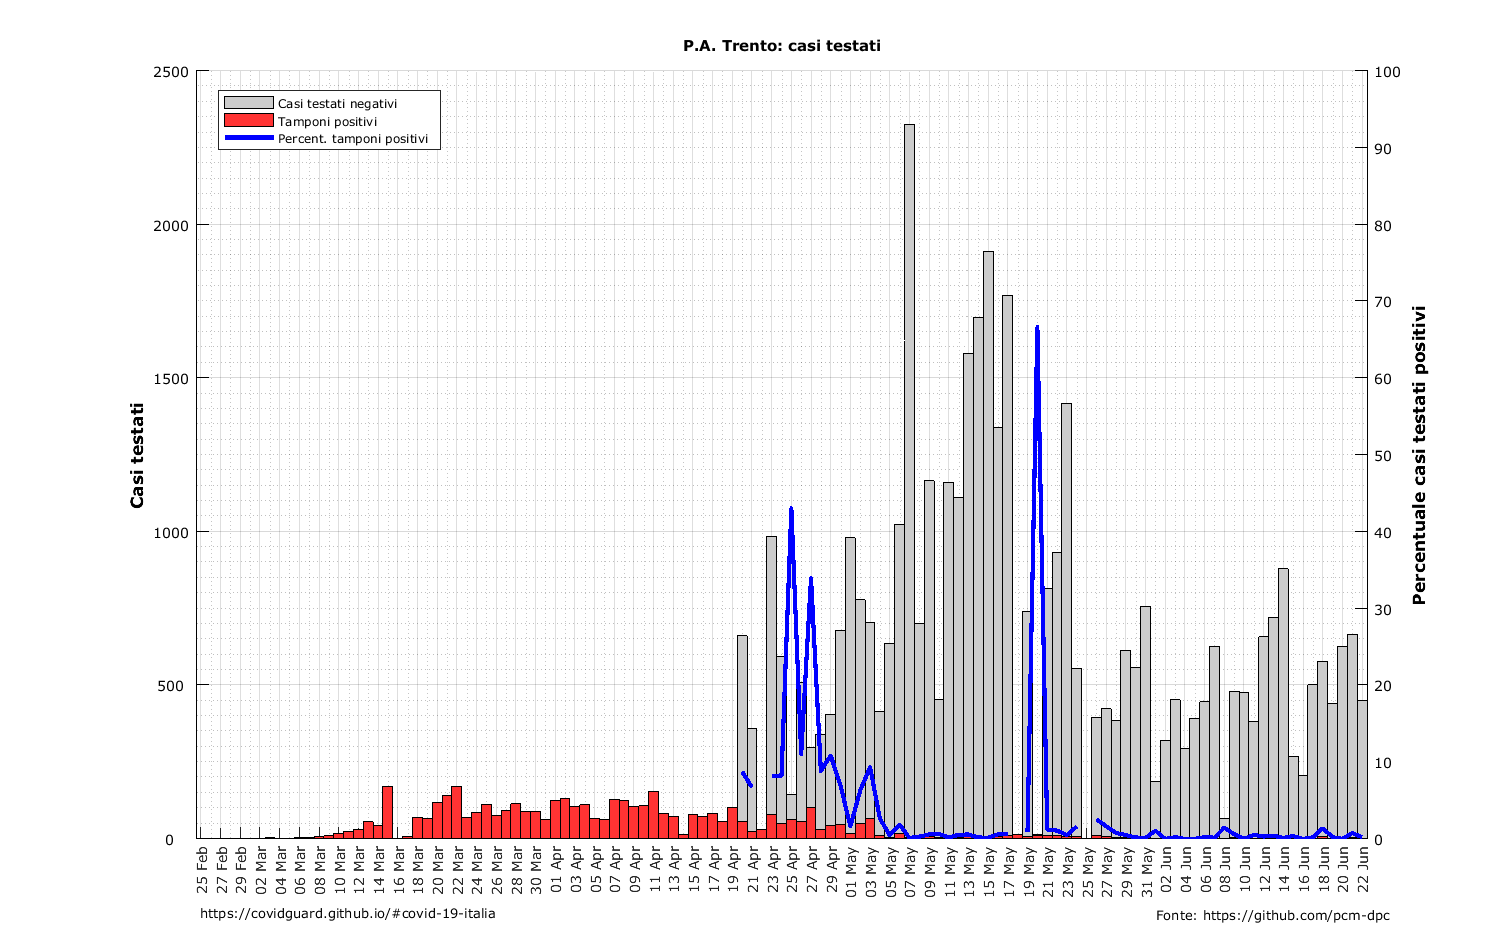 P.A. Trento: casi testati
2500
2000
1500
1000
500
0
100
90
80
70
60
50
40
30
20
10
0
Casi testati negativi
Tamponi positivi
Percent. tamponi positivi
Casi testati
Percentuale casi testati positivi
25 Feb
27 Feb
29 Feb
02 Mar
04 Mar
06 Mar
08 Mar
10 Mar
12 Mar
14 Mar
16 Mar
18 Mar
20 Mar
22 Mar
24 Mar
26 Mar
28 Mar
30 Mar
01 Apr
03 Apr
05 Apr
07 Apr
09 Apr
11 Apr
13 Apr
15 Apr
17 Apr
19 Apr
21 Apr
23 Apr
25 Apr
27 Apr
29 Apr
01 May
03 May
05 May
07 May
09 May
11 May
13 May
15 May
17 May
19 May
21 May
23 May
25 May
27 May
29 May
31 May
02 Jun
04 Jun
06 Jun
08 Jun
10 Jun
12 Jun
14 Jun
16 Jun
18 Jun
20 Jun
22 Jun
https://covidguard.github.io/#covid-19-italia
Fonte: https://github.com/pcm-dpc